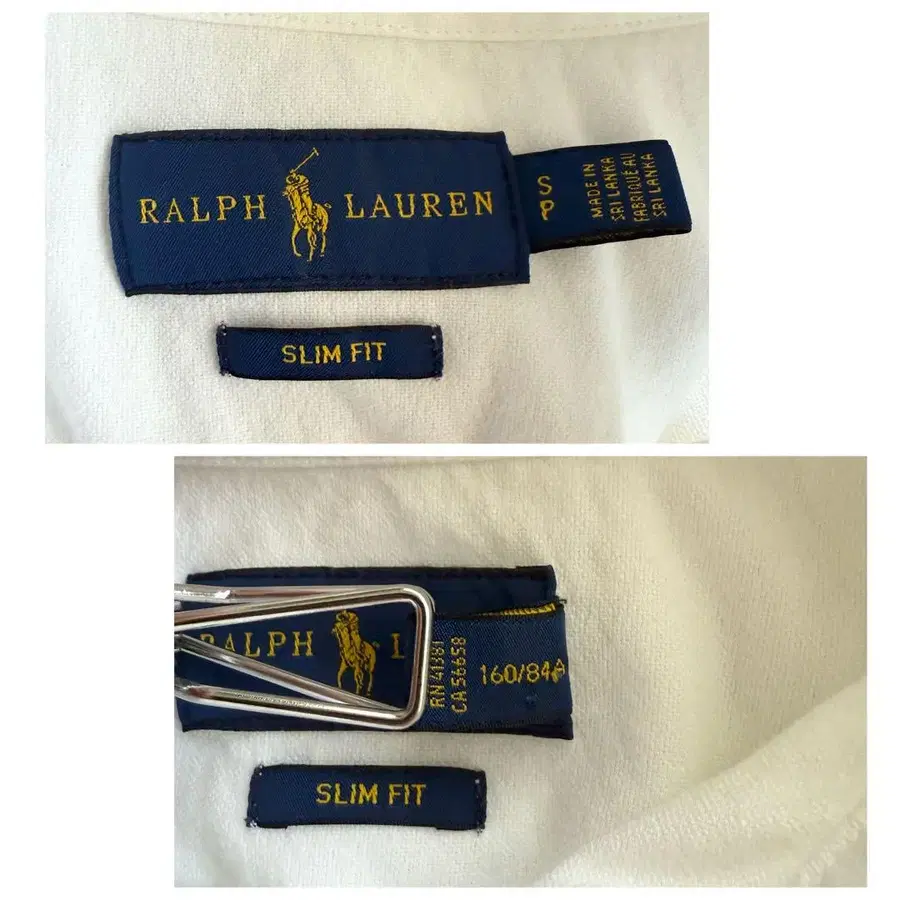 RALPH LAUREN
S
P
MADE IN
SRI LANKA
FABRIQUÉ AU
SRI LANKA
SLIM FIT
RALPH L
RN 41381
CA 56658
160/84A
SLIM FIT